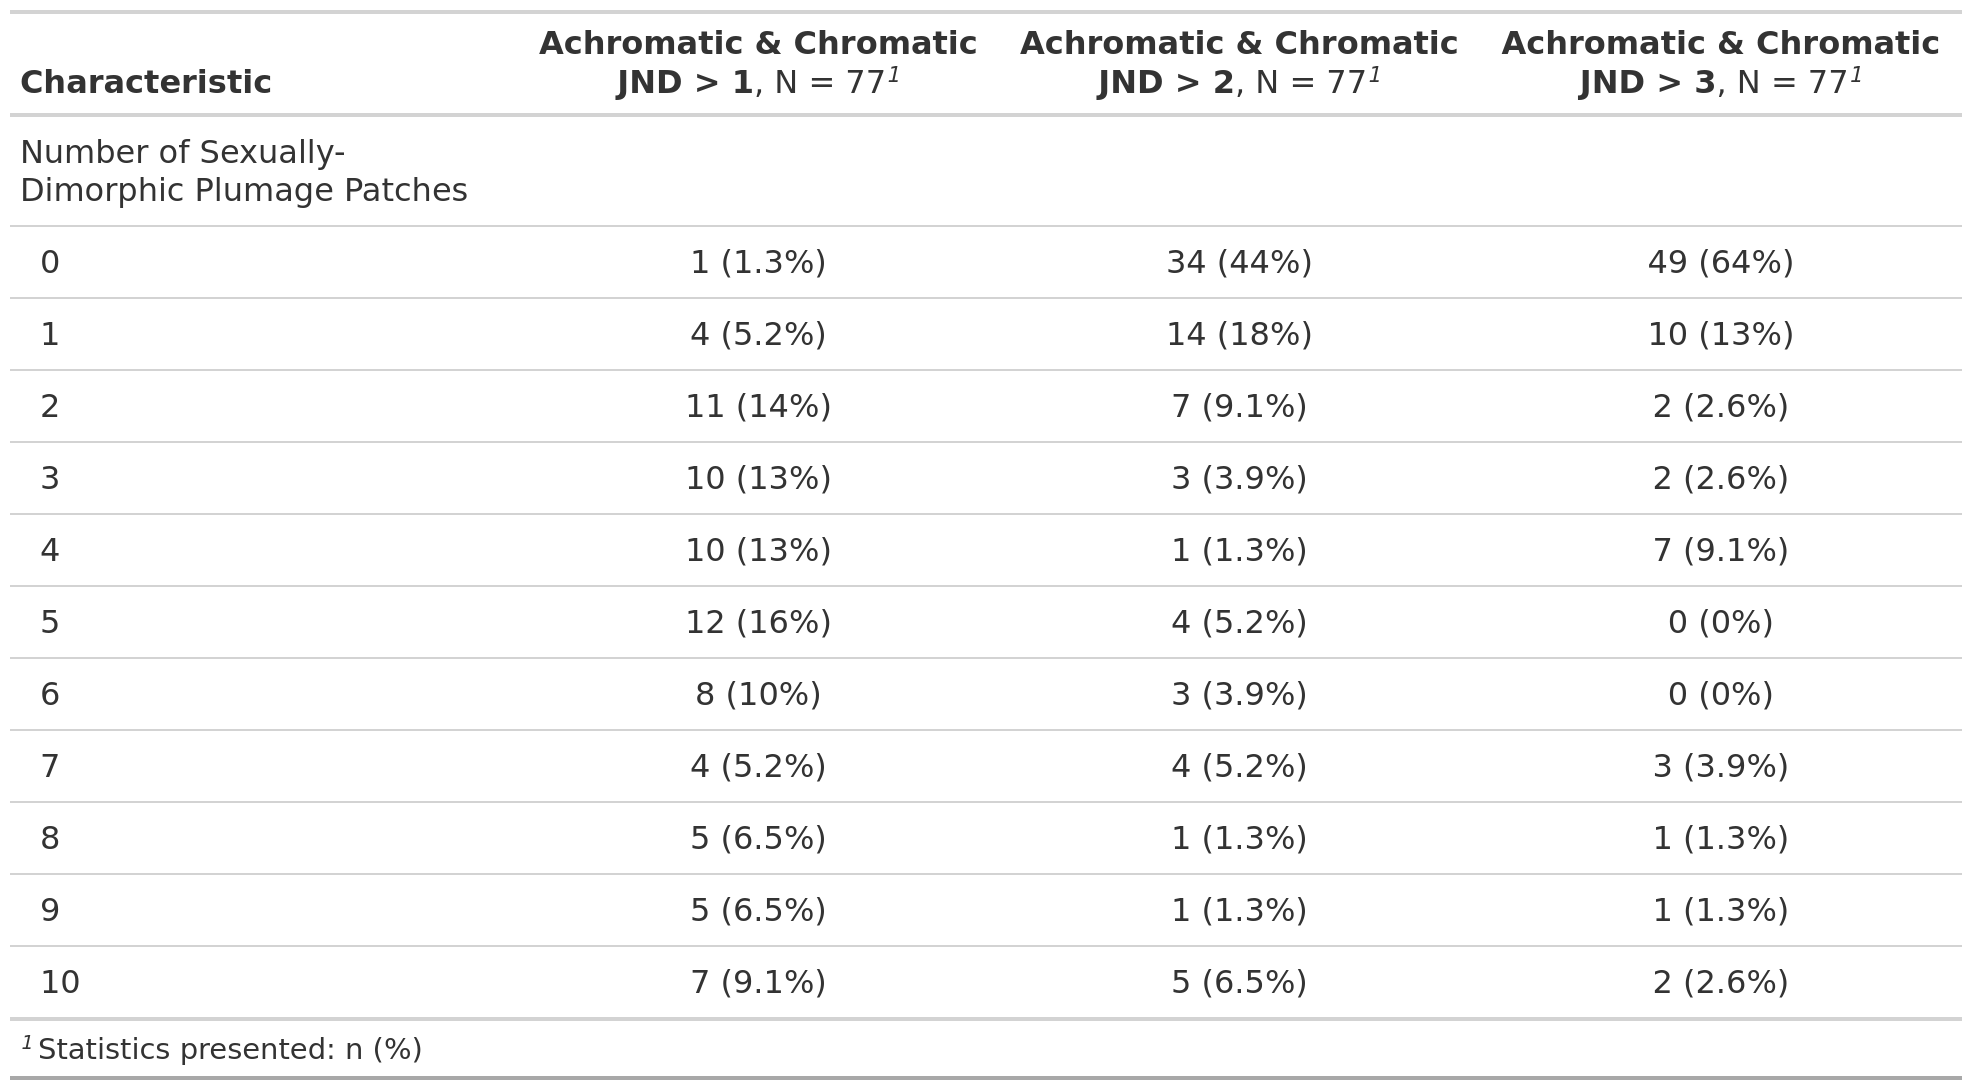 Characteristic Achromatic & Chromatic JND > 1, N = 77¹ Achromatic & Chromatic JND > 2, N = 77¹ Achromatic & Chromatic JND > 3, N = 77¹
Number of Sexually-
Dimorphic Plumage Patches
0 1 (1.3%) 34 (44%) 49 (64%)
1 4 (5.2%) 14 (18%) 10 (13%)
2 11 (14%) 7 (9.1%) 2 (2.6%)
3 10 (13%) 3 (3.9%) 2 (2.6%)
4 10 (13%) 1 (1.3%) 7 (9.1%)
5 12 (16%) 4 (5.2%) 0 (0%)
6 8 (10%) 3 (3.9%) 0 (0%)
7 4 (5.2%) 4 (5.2%) 3 (3.9%)
8 5 (6.5%) 1 (1.3%) 1 (1.3%)
9 5 (6.5%) 1 (1.3%) 1 (1.3%)
10 7 (9.1%) 5 (6.5%) 2 (2.6%)
¹ Statistics presented: n (%)